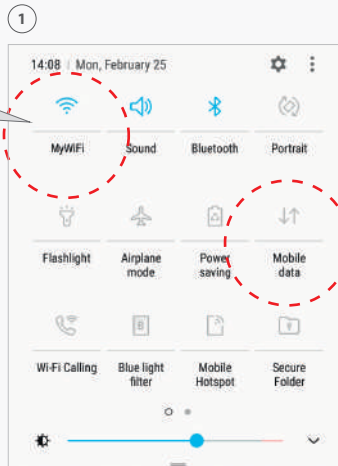 1
14:08 | Mon, February 25
MyWiFi Sound Bluetooth Portrait
Flashlight Airplane mode Power saving Mobile data
Wi-Fi Calling Blue light filter Mobile Hotspot Secure Folder